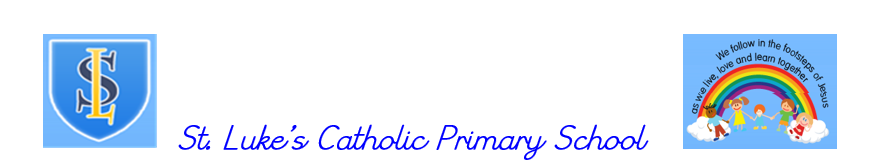 SL
St. Luke's Catholic Primary School
We follow in the footsteps of Jesus
as we live, love and learn together